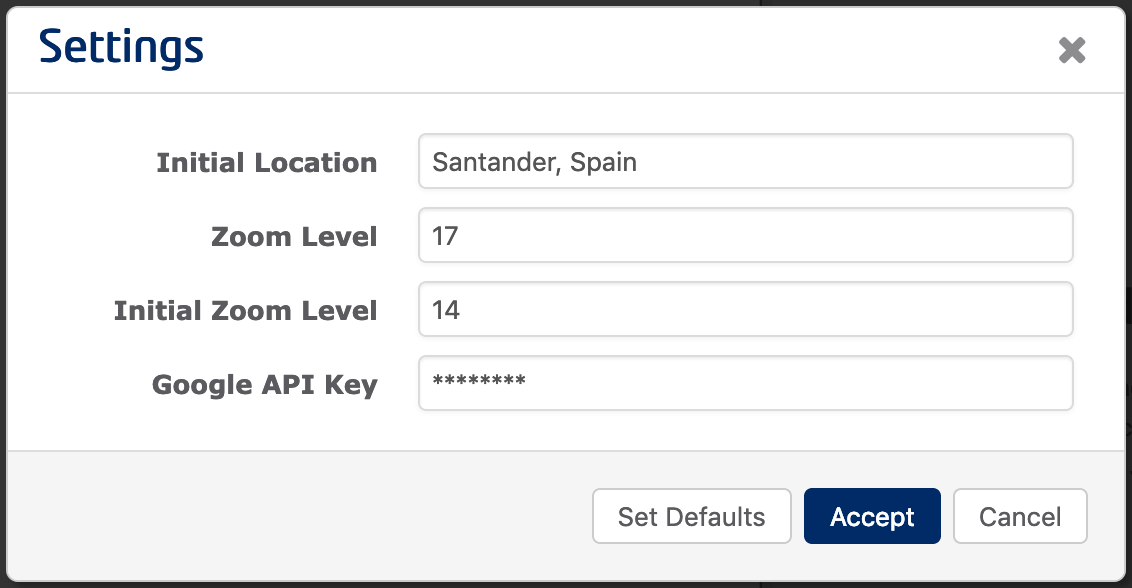 Settings
Initial Location Santander, Spain
Zoom Level 17
Initial Zoom Level 14
Google API Key ********
Set Defaults Accept Cancel